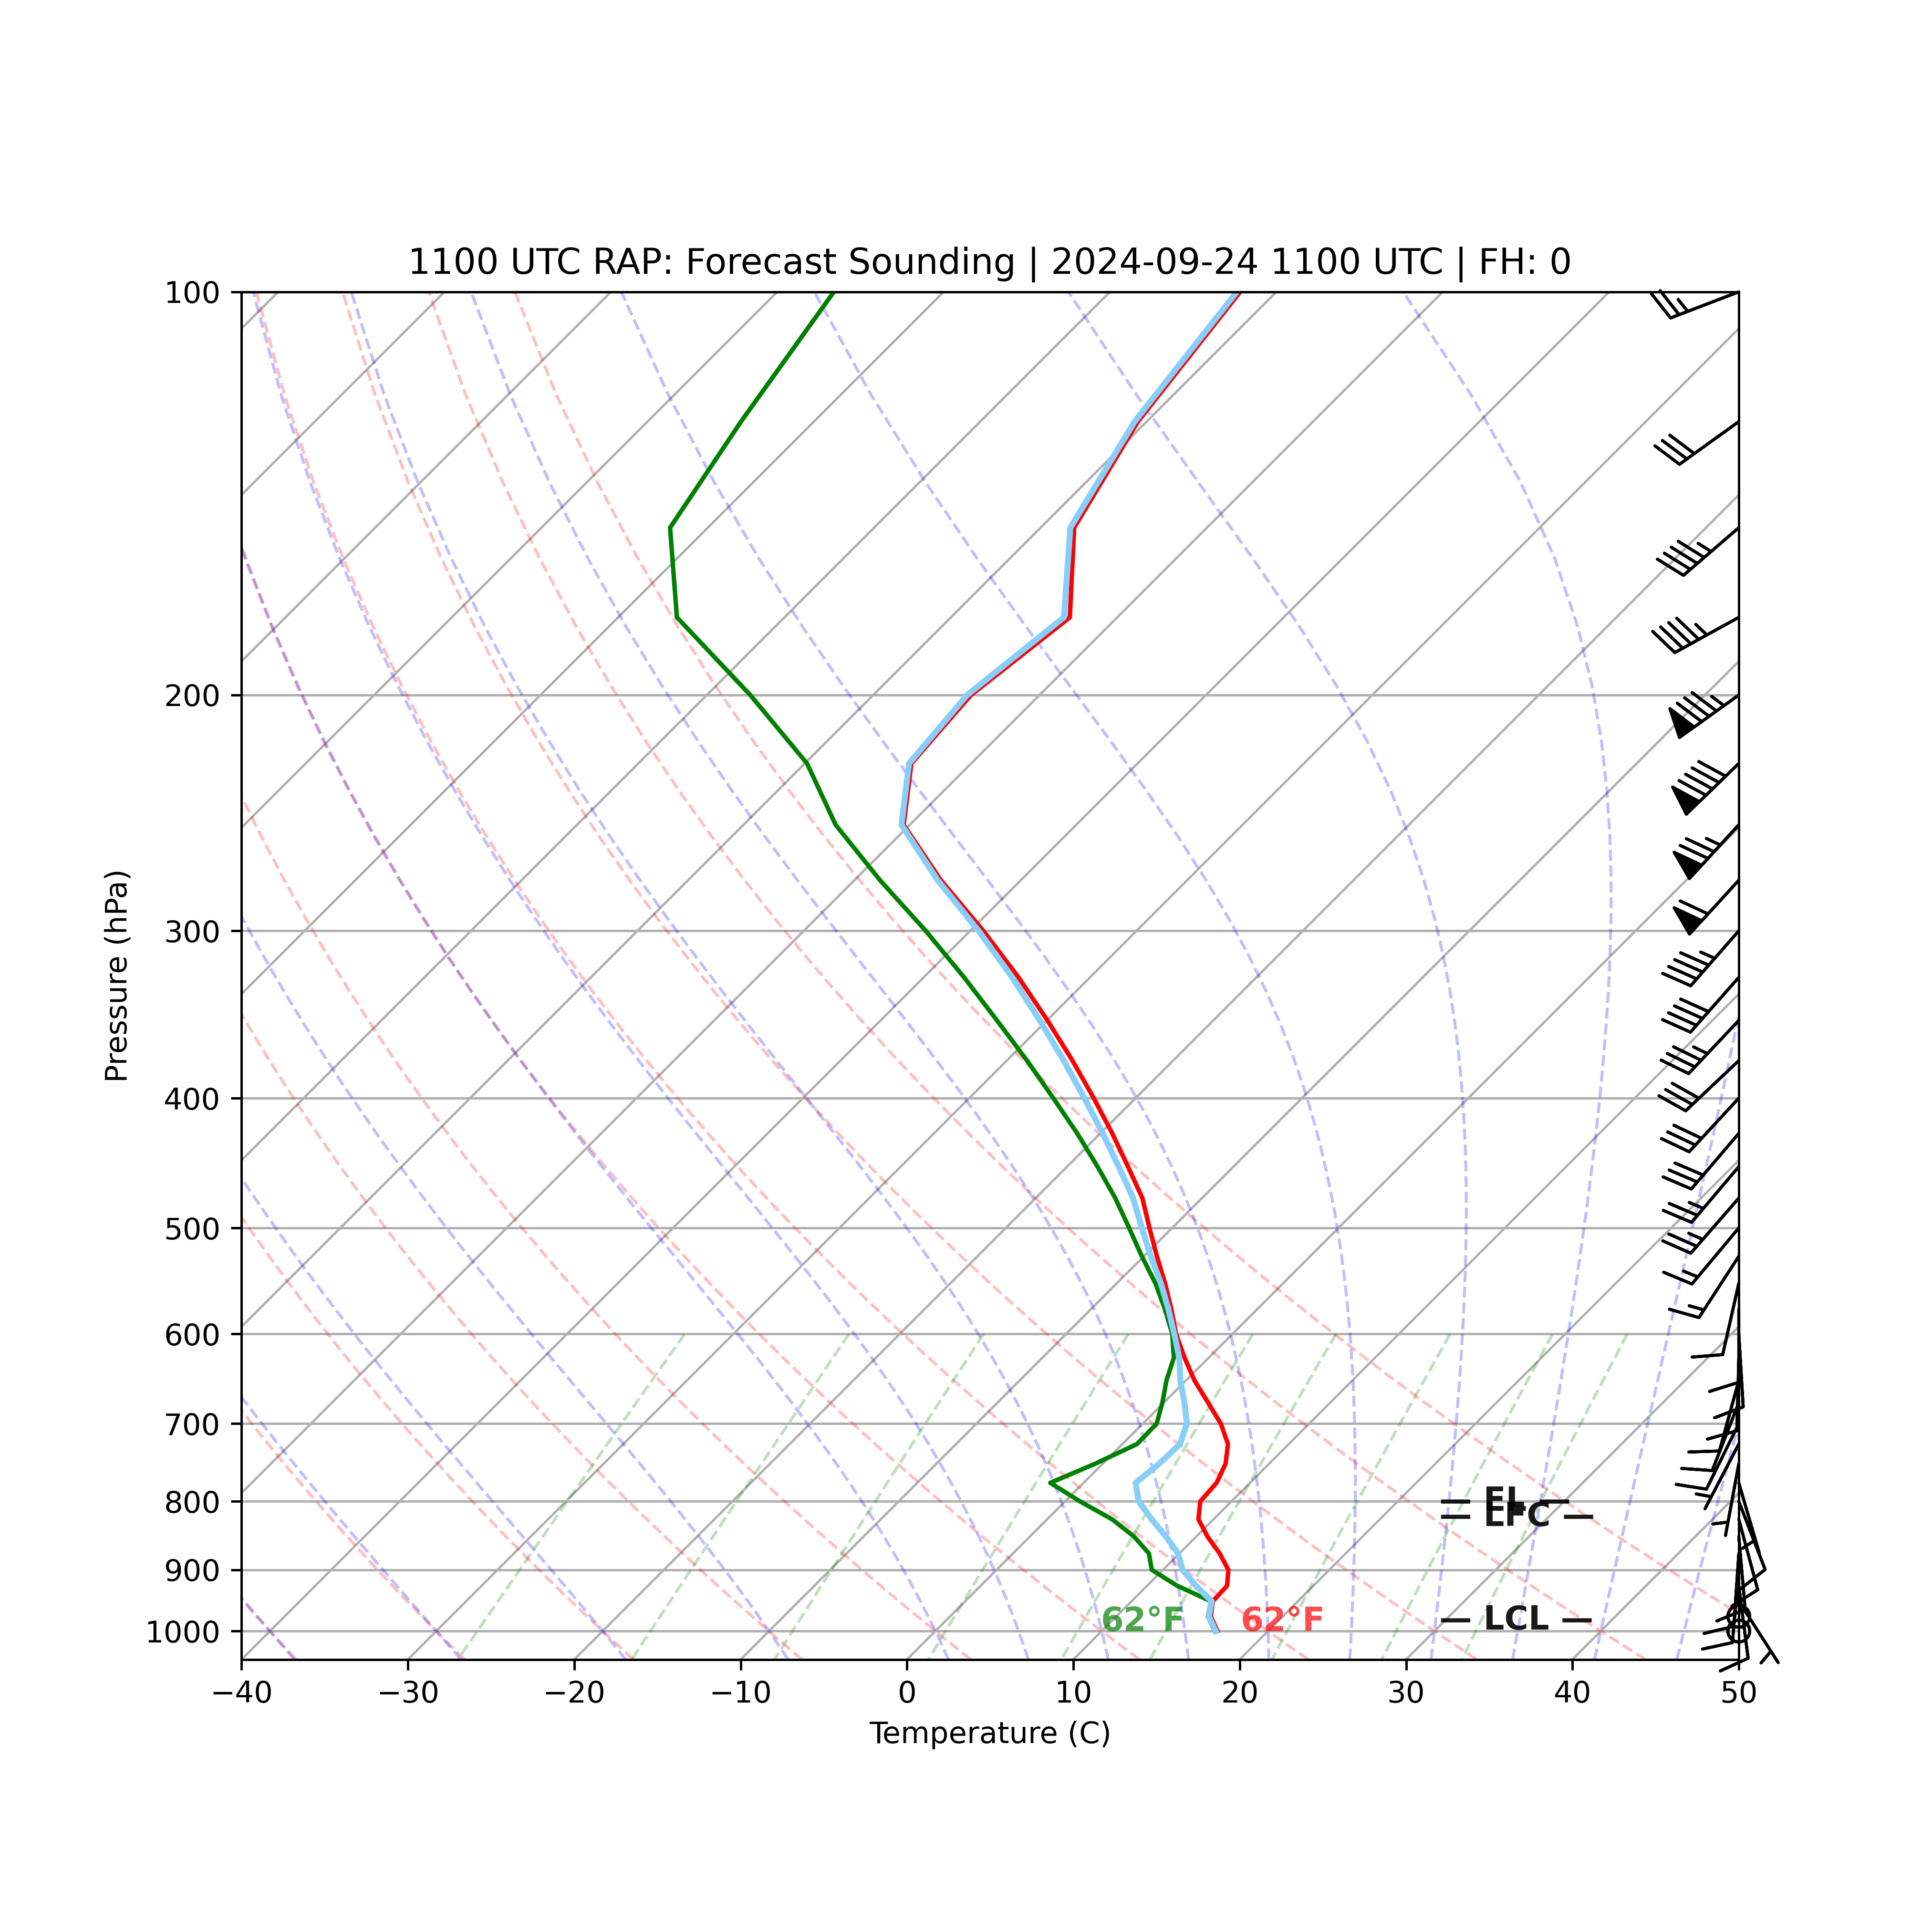 1100 UTC RAP: Forecast Sounding | 2024-09-24 1100 UTC | FH: 0
100
200
300
400
500
600
700
800
900
1000
Pressure (hPa)
— EL —
— LFC —
— LCL —
62°F 62°F
−40 −30 −20 −10 0 10 20 30 40 50
Temperature (C)